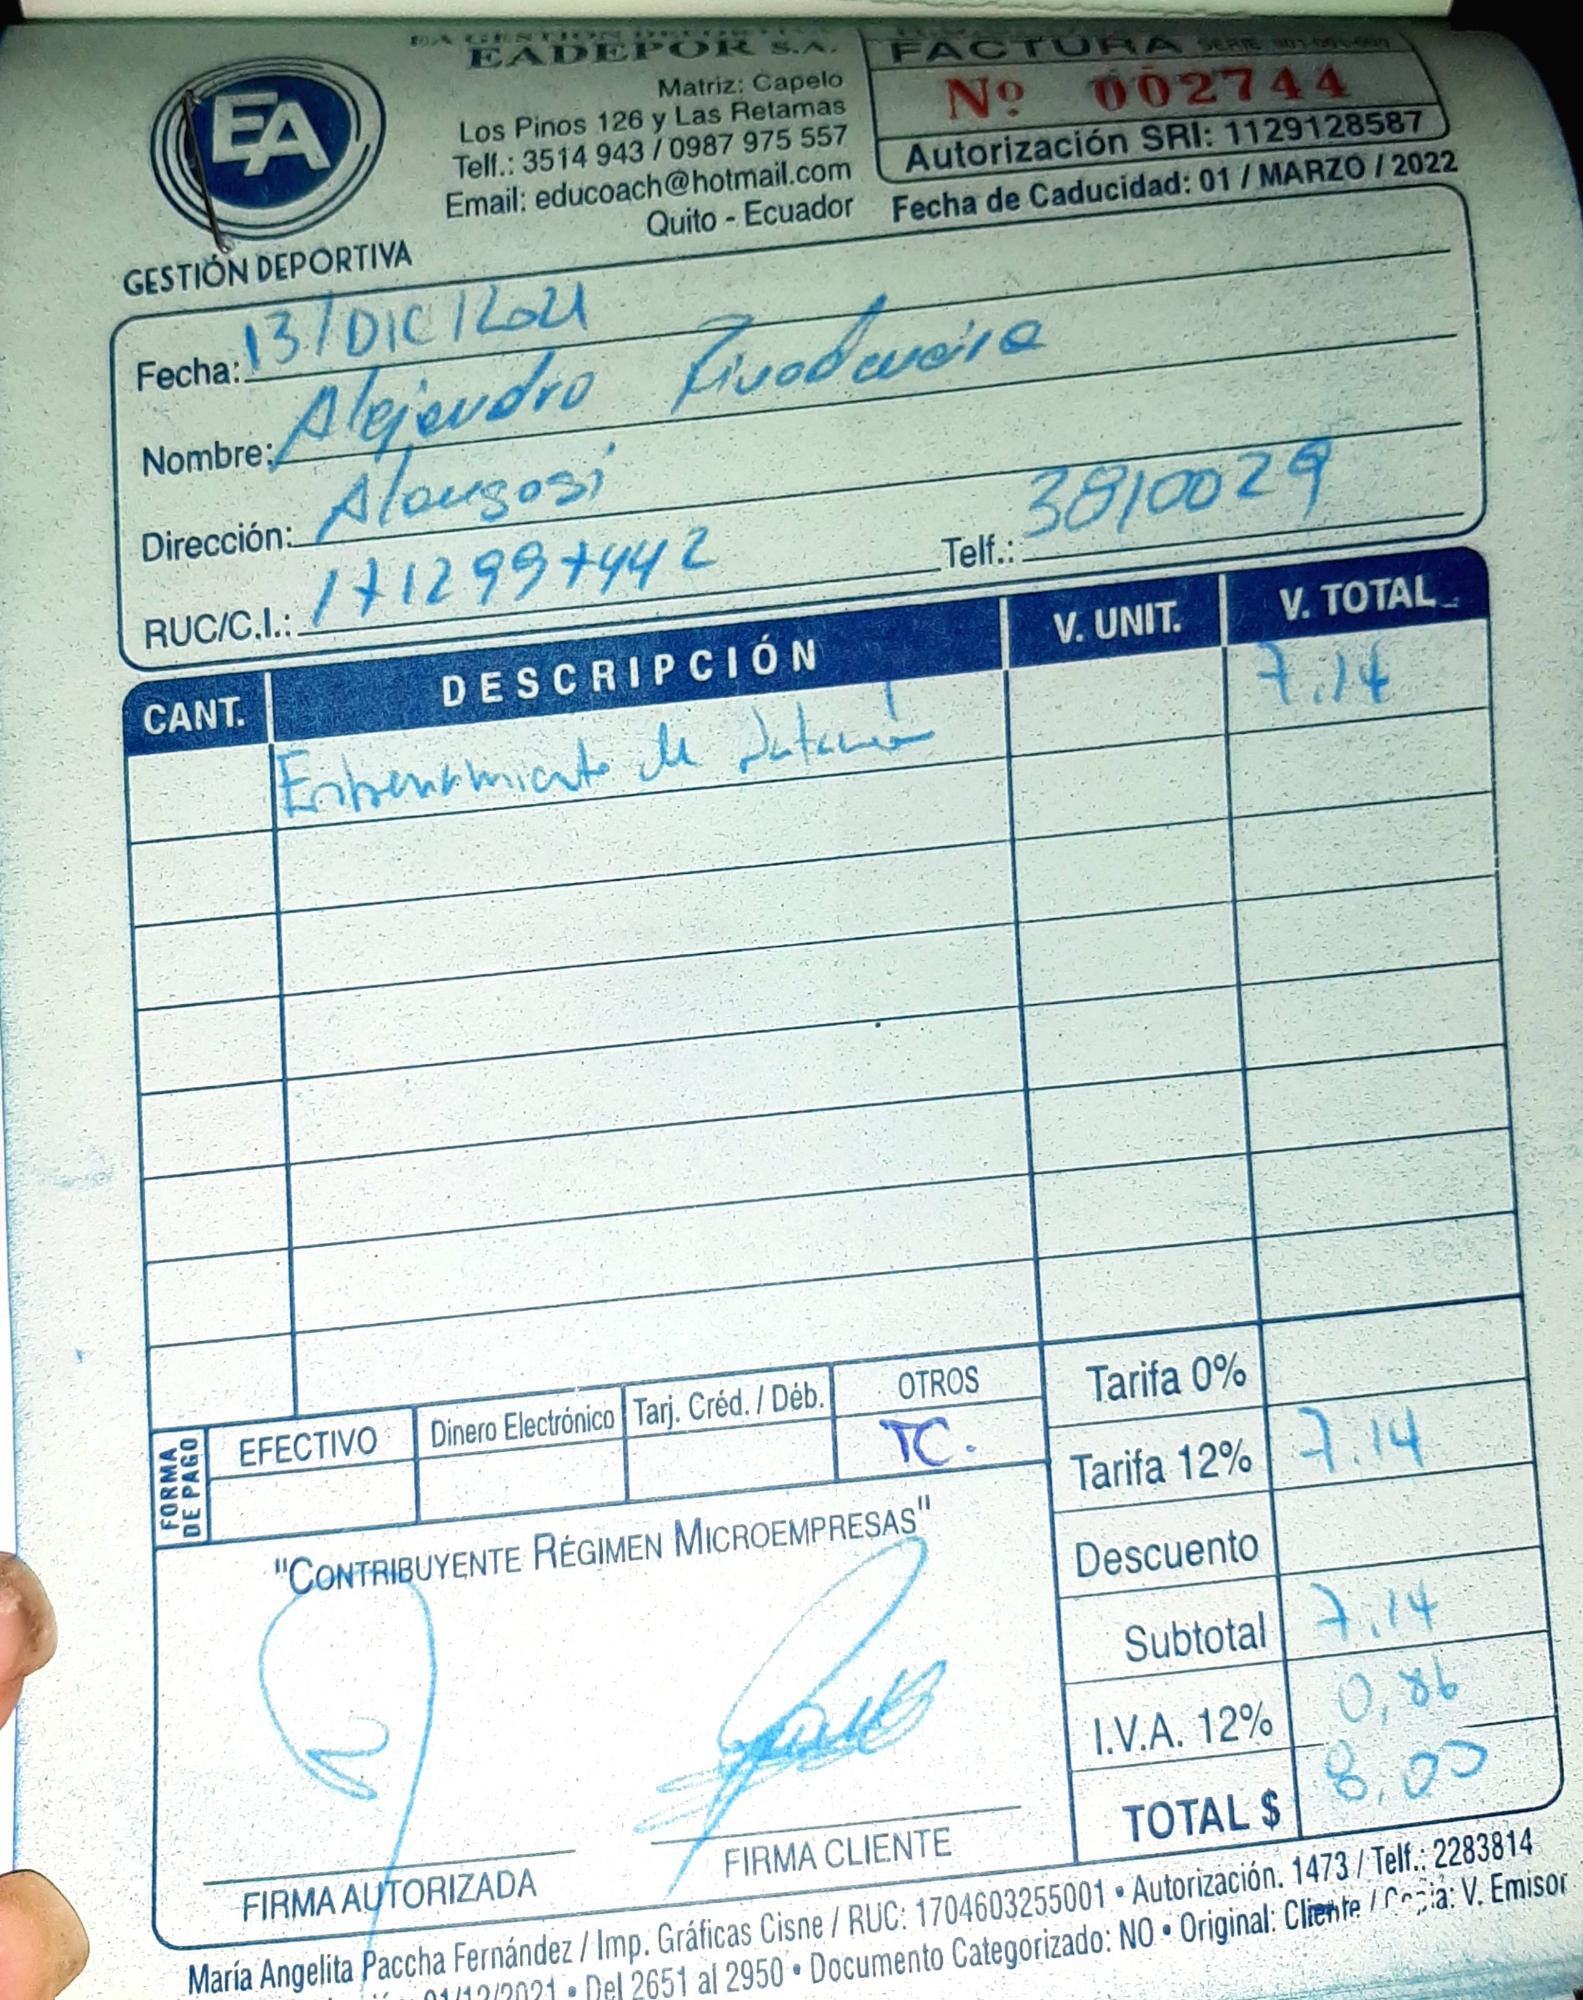 EA GESTIÓN DEPORTIVA
EADEPOR S.A.
Matriz: Capelo
Los Pinos 126 y Las Retamas
Telf.: 3514 943 / 0987 975 557
Email: educoach@hotmail.com
Quito - Ecuador
EA
GESTIÓN DEPORTIVA
FACTURA SERIE 001-001-000
Nº 002744
Autorización SRI: 1129128587
Fecha de Caducidad: 01 / MARZO / 2022
Fecha: 13/DIC/2021
Nombre: Alejandro Rivadeneira
Dirección: Alangasí
RUC/C.I.: 1712997442 Telf.: 3810029
CANT. DESCRIPCIÓN V. UNIT. V. TOTAL
Entrenamiento de natación 7.14
FORMA DE PAGO
EFECTIVO Dinero Electrónico Tarj. Créd. / Déb. OTROS
TC.
Tarifa 0%
Tarifa 12% 7.14
Descuento
Subtotal 7.14
I.V.A. 12% 0,86
TOTAL $ 8,00
"CONTRIBUYENTE RÉGIMEN MICROEMPRESAS"
FIRMA AUTORIZADA FIRMA CLIENTE
María Angelita Paccha Fernández / Imp. Gráficas Cisne / RUC: 1704603255001 • Autorización. 1473 / Telf.: 2283814
01/12/2021 • Del 2651 al 2950 • Documento Categorizado: NO • Original: Cliente / Copia: V. Emisor